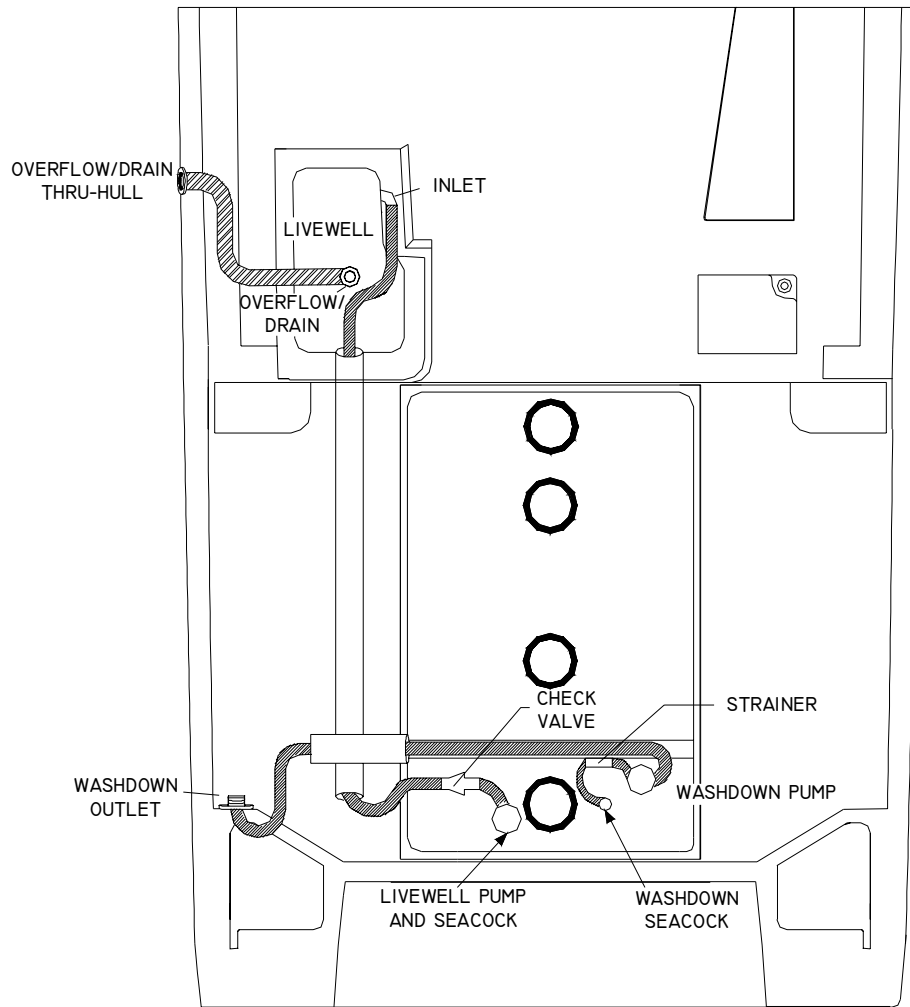 OVERFLOW/DRAIN
THRU-HULL
INLET
LIVEWELL
OVERFLOW/
DRAIN
CHECK
VALVE
STRAINER
WASHDOWN
OUTLET
WASHDOWN PUMP
LIVEWELL PUMP
AND SEACOCK
WASHDOWN
SEACOCK